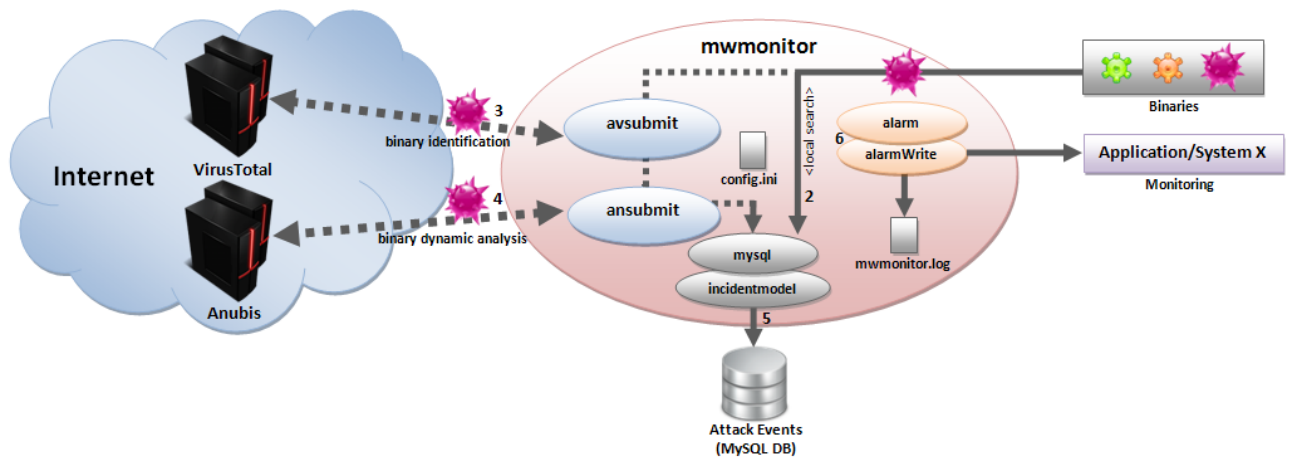 mwmonitor
Internet
VirusTotal
Anubis
3
binary identification
4
binary dynamic analysis
avsubmit
ansubmit
config.ini
<local search>
2
mysql
incidentmodel
5
Attack Events
(MySQL DB)
alarm
6
alarmWrite
mwmonitor.log
Binaries
Application/System X
Monitoring